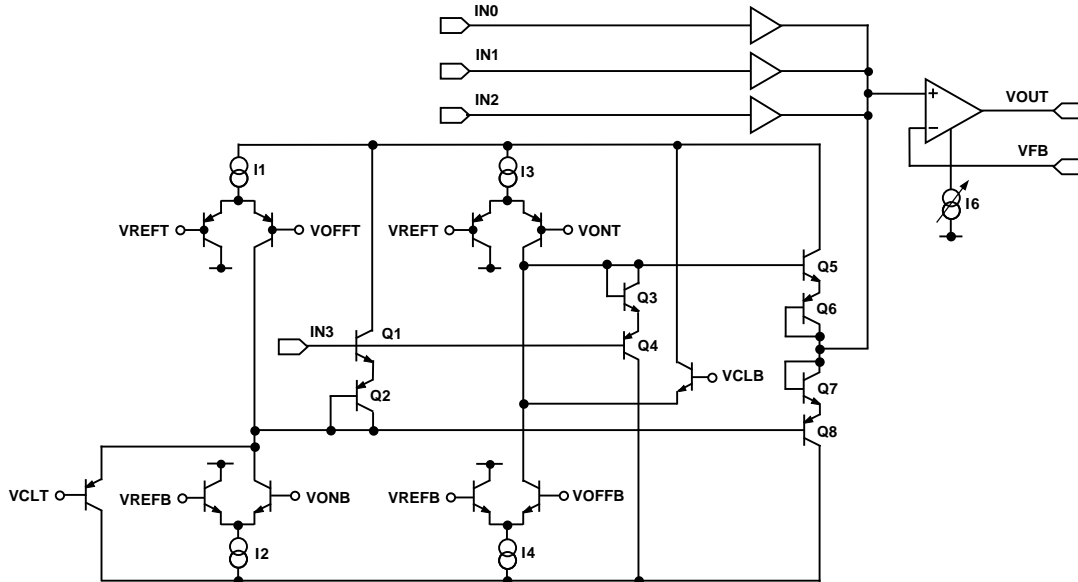 IN0
IN1
IN2
VOUT
VFB
I6
I1
I3
VREFT
VOFFT
VREFT
VONT
Q5
Q3
Q6
IN3
Q1
Q4
VCLB
Q2
Q7
Q8
VCLT
VREFB
VONB
VREFB
VOFFB
I2
I4